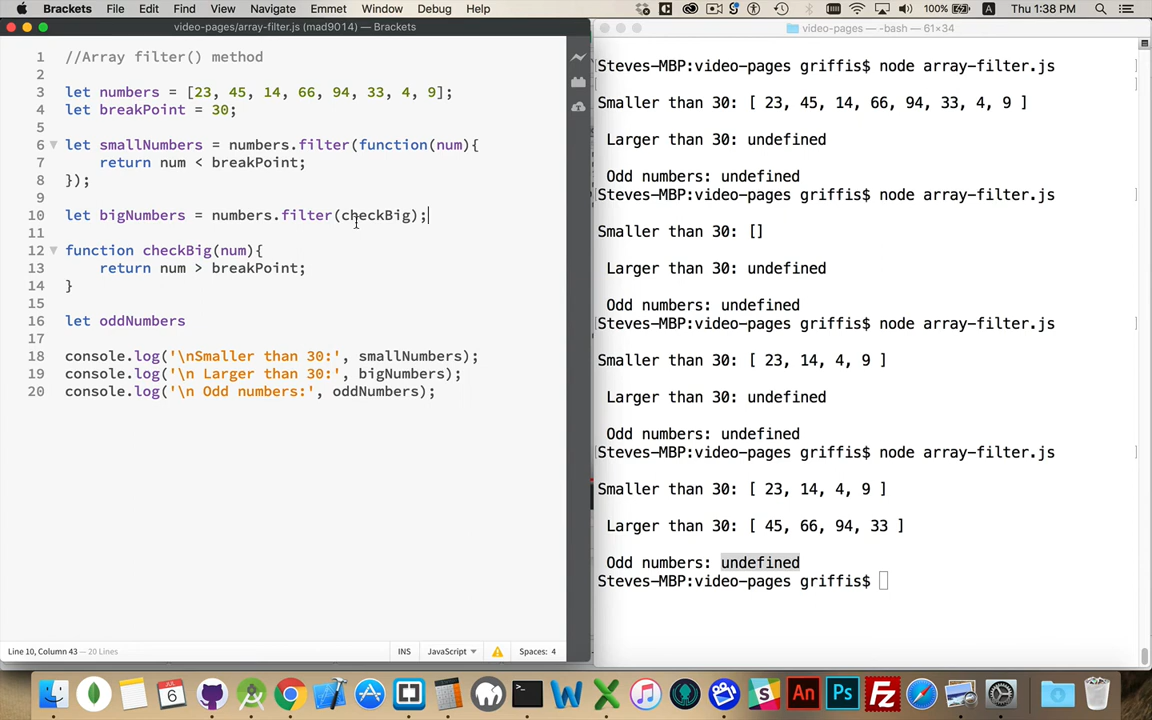 Brackets File Edit Find View Navigate Emmet Window Debug Help
100% Thu 1:38 PM
video-pages/array-filter.js (mad9014) — Brackets
1 //Array filter() method
2
3 let numbers = [23, 45, 14, 66, 94, 33, 4, 9];
4 let breakPoint = 30;
5
6 let smallNumbers = numbers.filter(function(num){
7 return num < breakPoint;
8 });
9
10 let bigNumbers = numbers.filter(checkBig);
11
12 function checkBig(num){
13 return num > breakPoint;
14 }
15
16 let oddNumbers
17
18 console.log('\nSmaller than 30:', smallNumbers);
19 console.log('\n Larger than 30:', bigNumbers);
20 console.log('\n Odd numbers:', oddNumbers);
Line 10, Column 43 — 20 Lines
INS JavaScript Spaces: 4
video-pages — -bash — 61×34
[Steves-MBP:video-pages griffis$ node array-filter.js ]
[ ]
Smaller than 30: [ 23, 45, 14, 66, 94, 33, 4, 9 ]
Larger than 30: undefined
Odd numbers: undefined
[Steves-MBP:video-pages griffis$ node array-filter.js ]
Smaller than 30: []
Larger than 30: undefined
Odd numbers: undefined
[Steves-MBP:video-pages griffis$ node array-filter.js ]
Smaller than 30: [ 23, 14, 4, 9 ]
Larger than 30: undefined
Odd numbers: undefined
[Steves-MBP:video-pages griffis$ node array-filter.js ]
Smaller than 30: [ 23, 14, 4, 9 ]
Larger than 30: [ 45, 66, 94, 33 ]
Odd numbers: undefined
Steves-MBP:video-pages griffis$
6
An
Ps
Fz